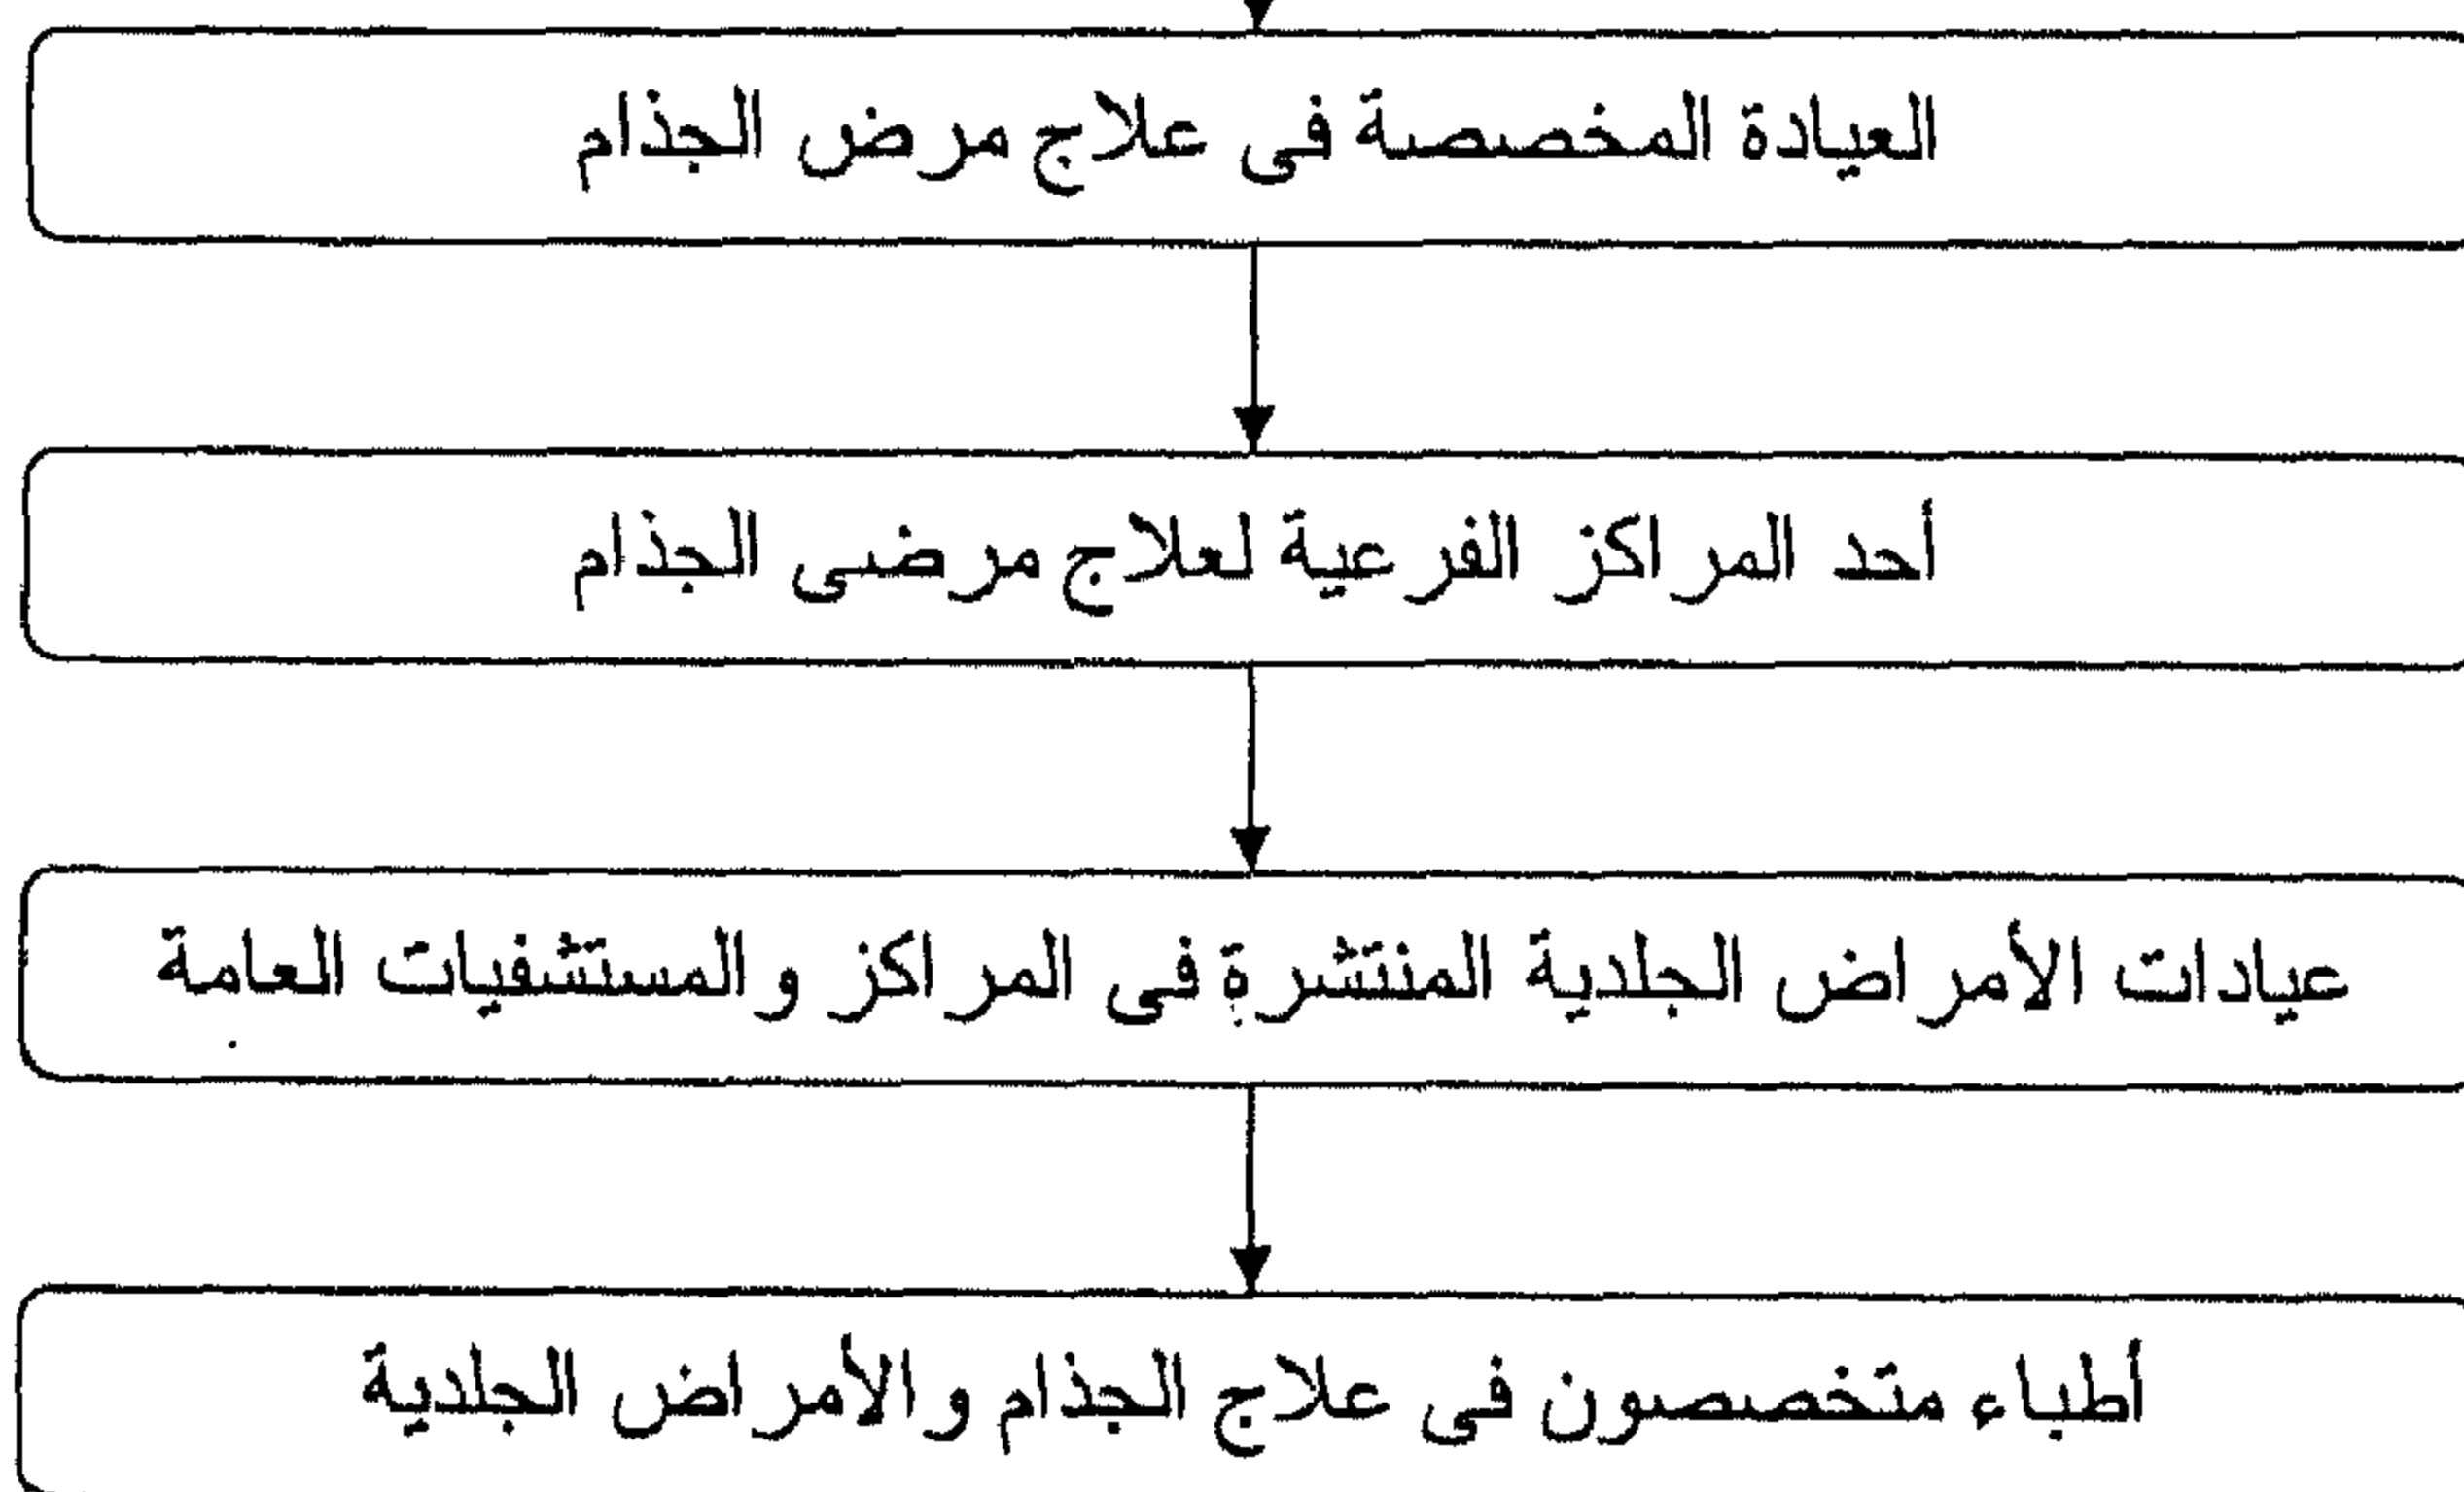 العيادة المخصصة فى علاج مرض الجذام
أحد المراكز الفرعية لعلاج مرضى الجذام
عيادات الأمراض الجلدية المنتشرة فى المراكز والمستشفيات العامة
أطباء متخصصون فى علاج الجذام والأمراض الجلدية